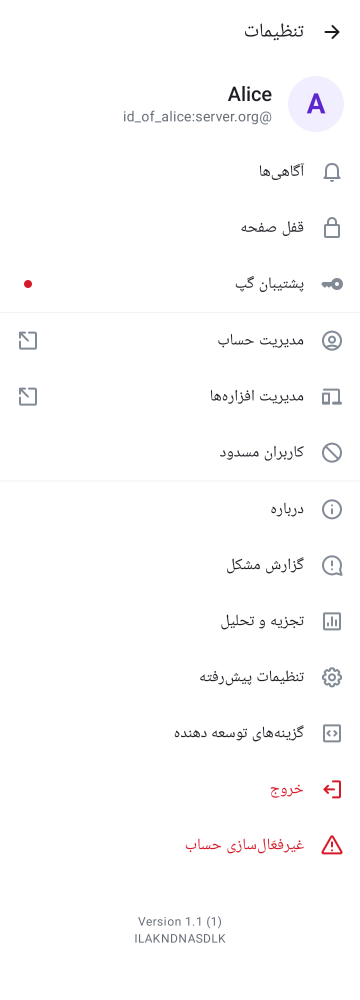 تنظیمات
A
Alice
@id_of_alice:server.org
آگاهی‌ها
قفل صفحه
پشتیبان گپ
مدیریت حساب
مدیریت افزاره‌ها
کاربران مسدود
درباره
گزارش مشکل
تجزیه و تحلیل
تنظیمات پیش‌رفته
گزینه‌های توسعه دهنده
خروج
غیرفعّال‌سازی حساب
Version 1.1 (1)
ILAKNDNASDLK